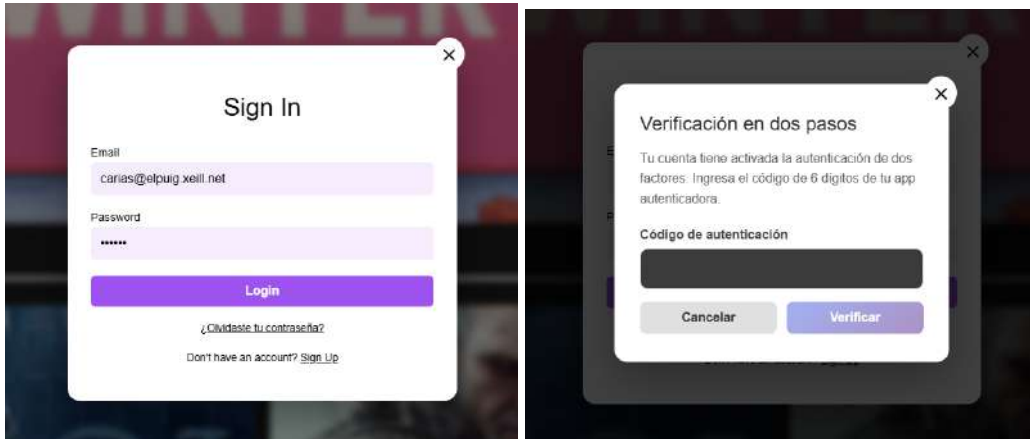 WINTER
Sign In
Email
carias@elpuig.xeill.net
Password
••••••
Login
¿Olvidaste tu contraseña?
Don't have an account? Sign Up
Verificación en dos pasos
Tu cuenta tiene activada la autenticación de dos
factores. Ingresa el código de 6 dígitos de tu app
autenticadora.
Código de autenticación
Cancelar
Verificar